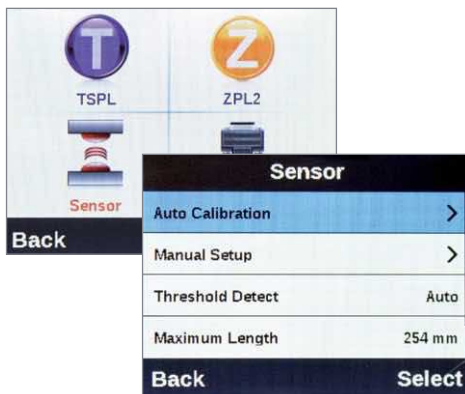 T
Z
TSPL
ZPL2
Sensor
Back
Sensor
Auto Calibration
Manual Setup
Threshold Detect Auto
Maximum Length 254 mm
Back Select